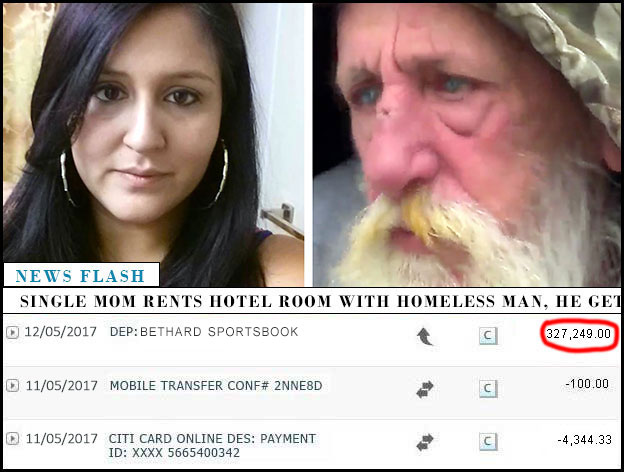 NEWS FLASH
SINGLE MOM RENTS HOTEL ROOM WITH HOMELESS MAN, HE GET
12/05/2017 DEP: BETHARD SPORTSBOOK C 327,249.00
11/05/2017 MOBILE TRANSFER CONF# 2NNE8D C -100.00
11/05/2017 CITI CARD ONLINE DES: PAYMENT C -4,344.33
ID: XXXX 5665400342